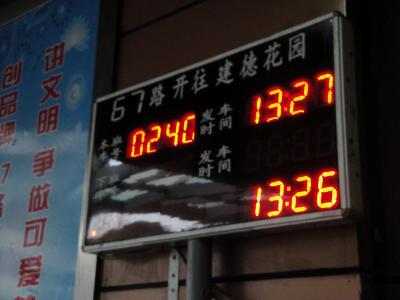 讲文明 争做可爱
创品牌
67路开往 建德花园
本车 班号 0240 发时 车间 13:27
下 班 发时 车间
13:26